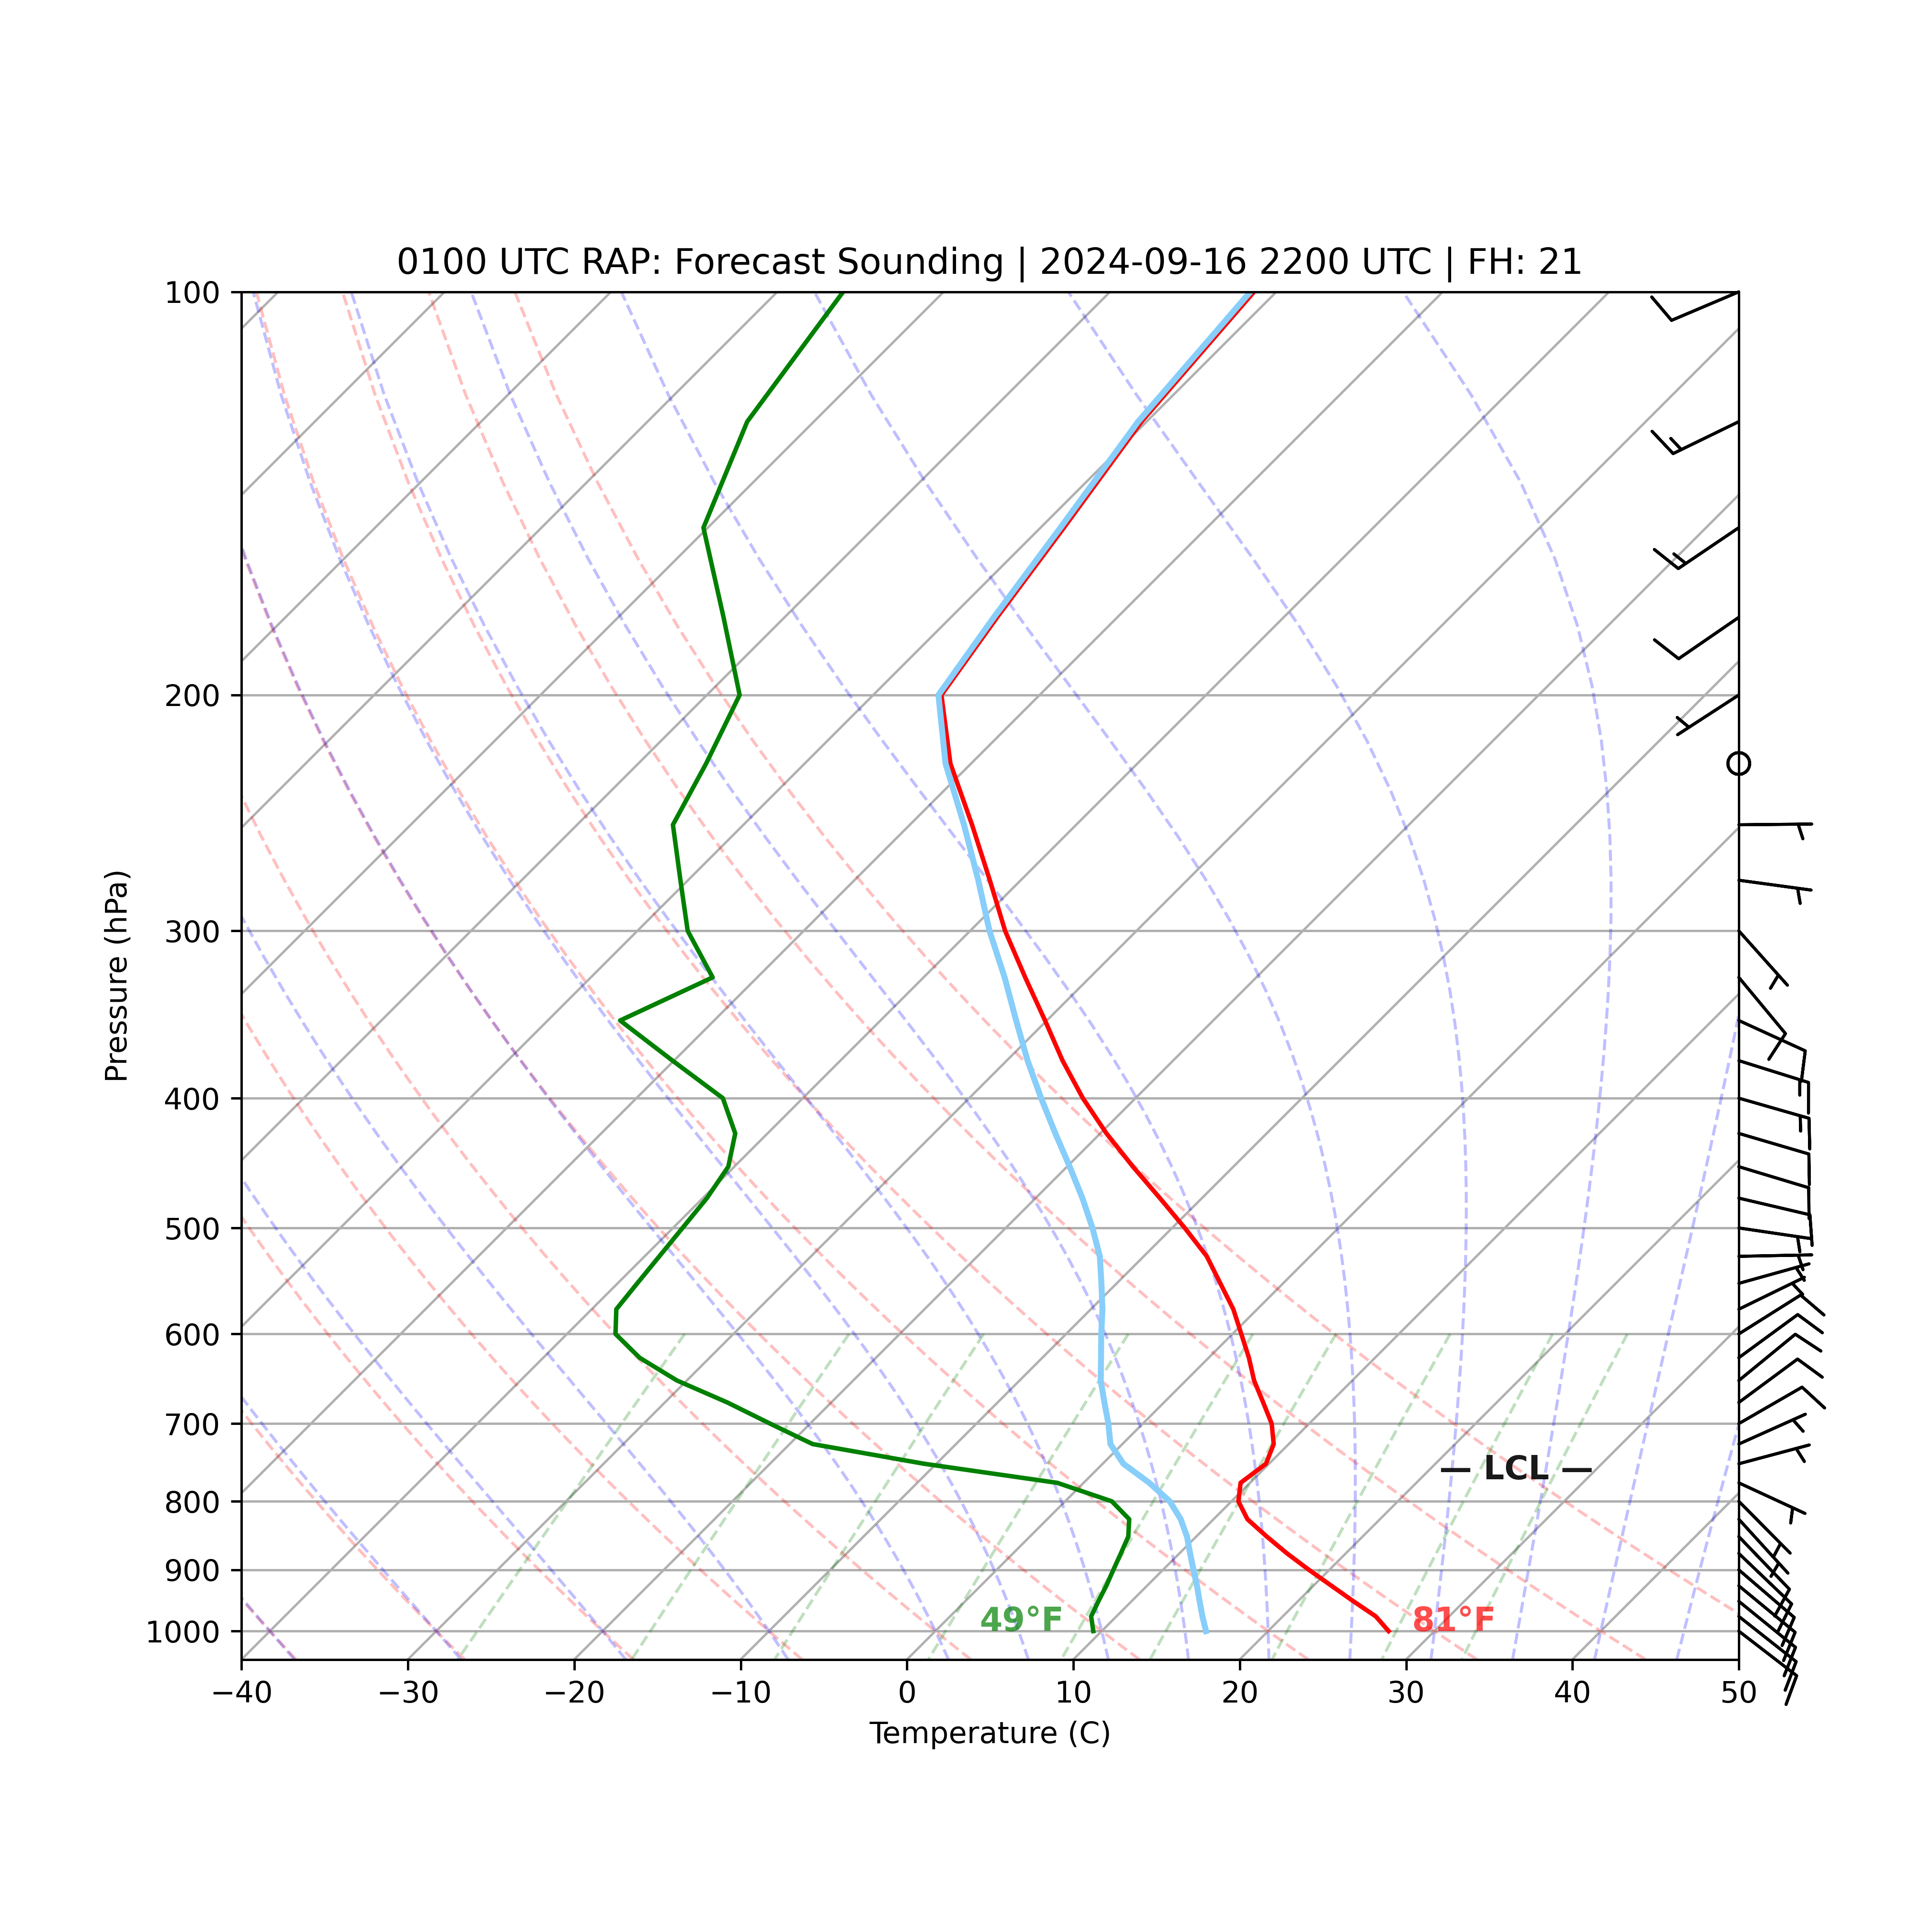 0100 UTC RAP: Forecast Sounding | 2024-09-16 2200 UTC | FH: 21
100
200
300
400
500
600
700
800
900
1000
Pressure (hPa)
— LCL —
49°F
81°F
−40 −30 −20 −10 0 10 20 30 40 50
Temperature (C)